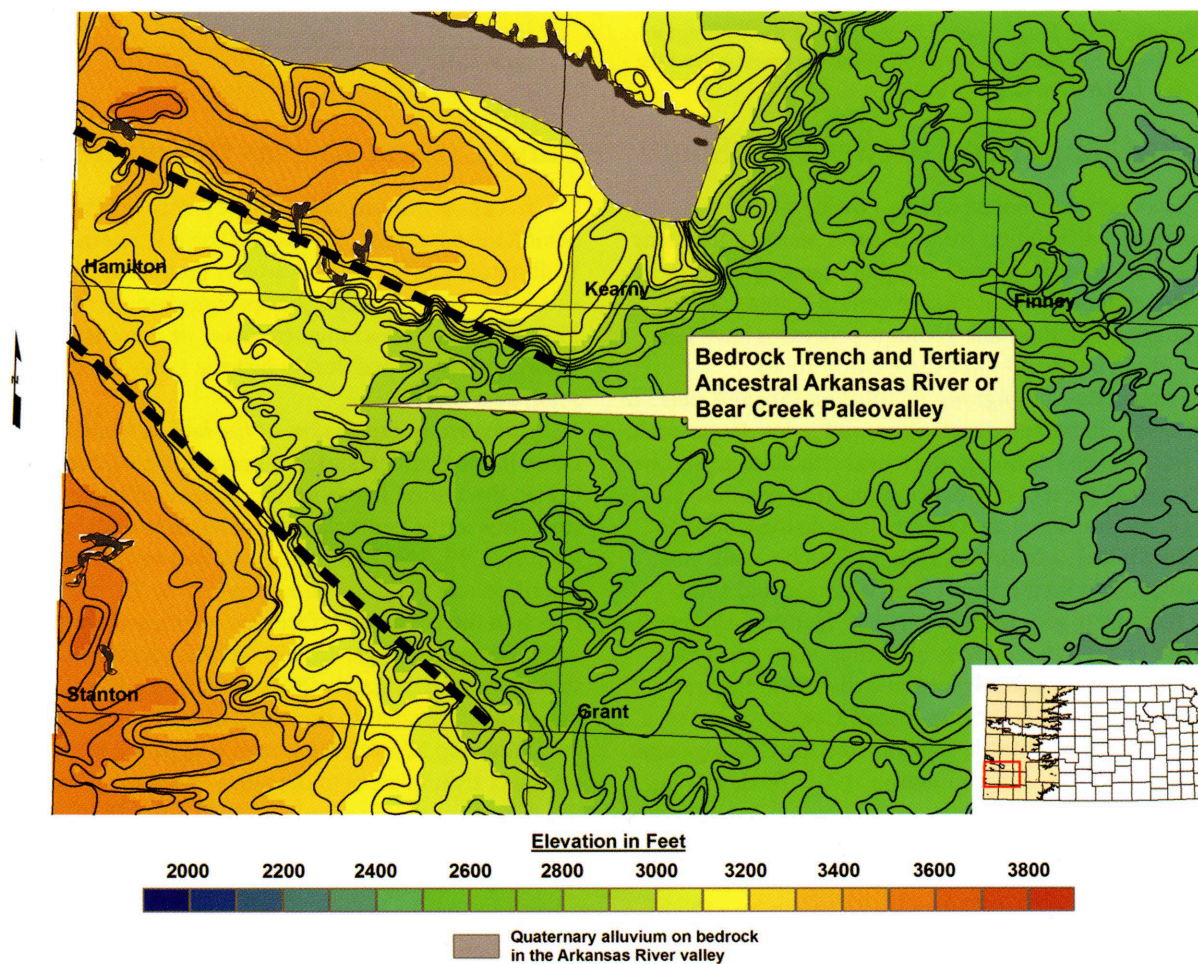 Hamilton
Kearny
Finney
Bedrock Trench and Tertiary
Ancestral Arkansas River or
Bear Creek Paleovalley
Stanton
Grant
Elevation in Feet
2000 2200 2400 2600 2800 3000 3200 3400 3600 3800
Quaternary alluvium on bedrock
in the Arkansas River valley